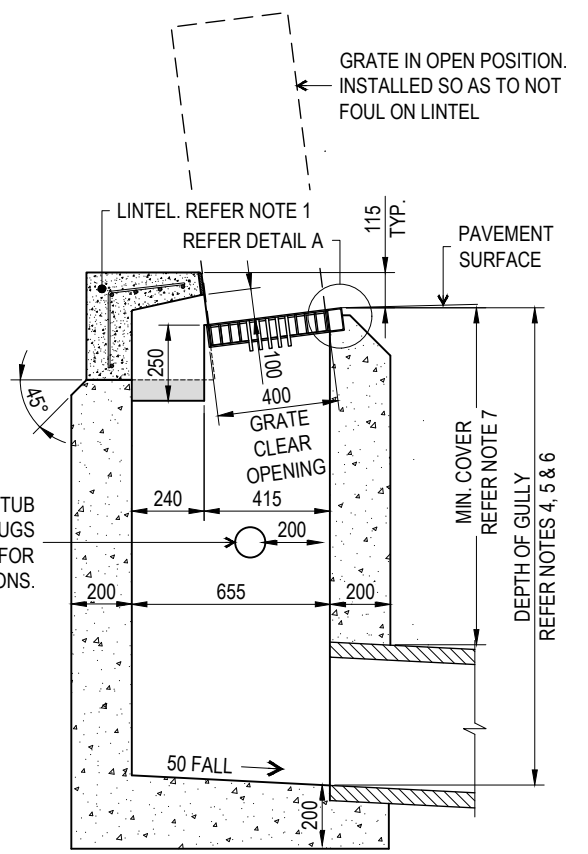 GRATE IN OPEN POSITION.
INSTALLED SO AS TO NOT
FOUL ON LINTEL
LINTEL. REFER NOTE 1
REFER DETAIL A
115
TYP.
PAVEMENT
SURFACE
250
100
45°
400
GRATE
CLEAR
OPENING
MIN. COVER
REFER NOTE 7
DEPTH OF GULLY
REFER NOTES 4, 5 & 6
240
415
TUB
UGS
FOR
ONS.
200
200
655
200
50 FALL
200